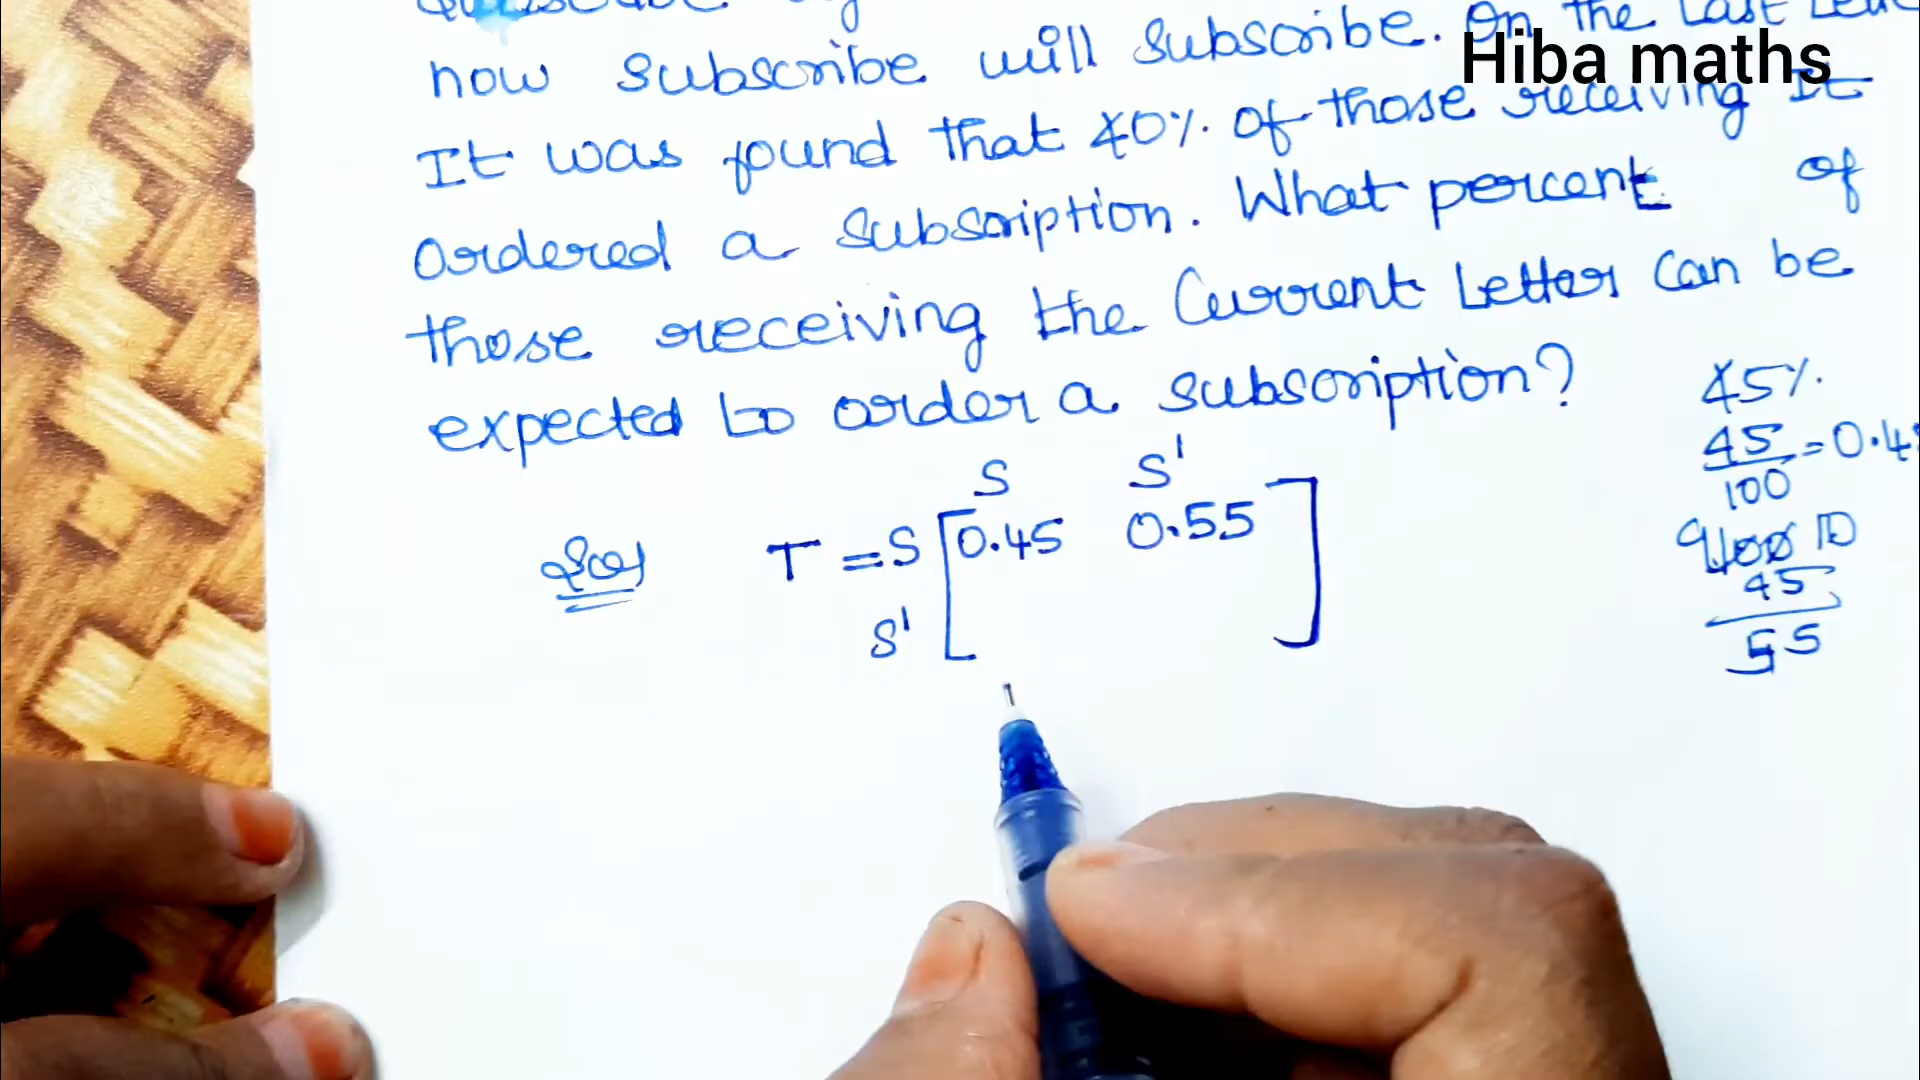 now subscribe will subscribe. On the Last
Hiba maths
It was found that 40%. of those receiving It
ordered a Subscription. What percent of
those receiving the Current Letter can be
expected to order a subscription?
45%.
45/100 = 0.4
S S'
T = S [0.45 0.55]
S'
Sol
100 10
45
55